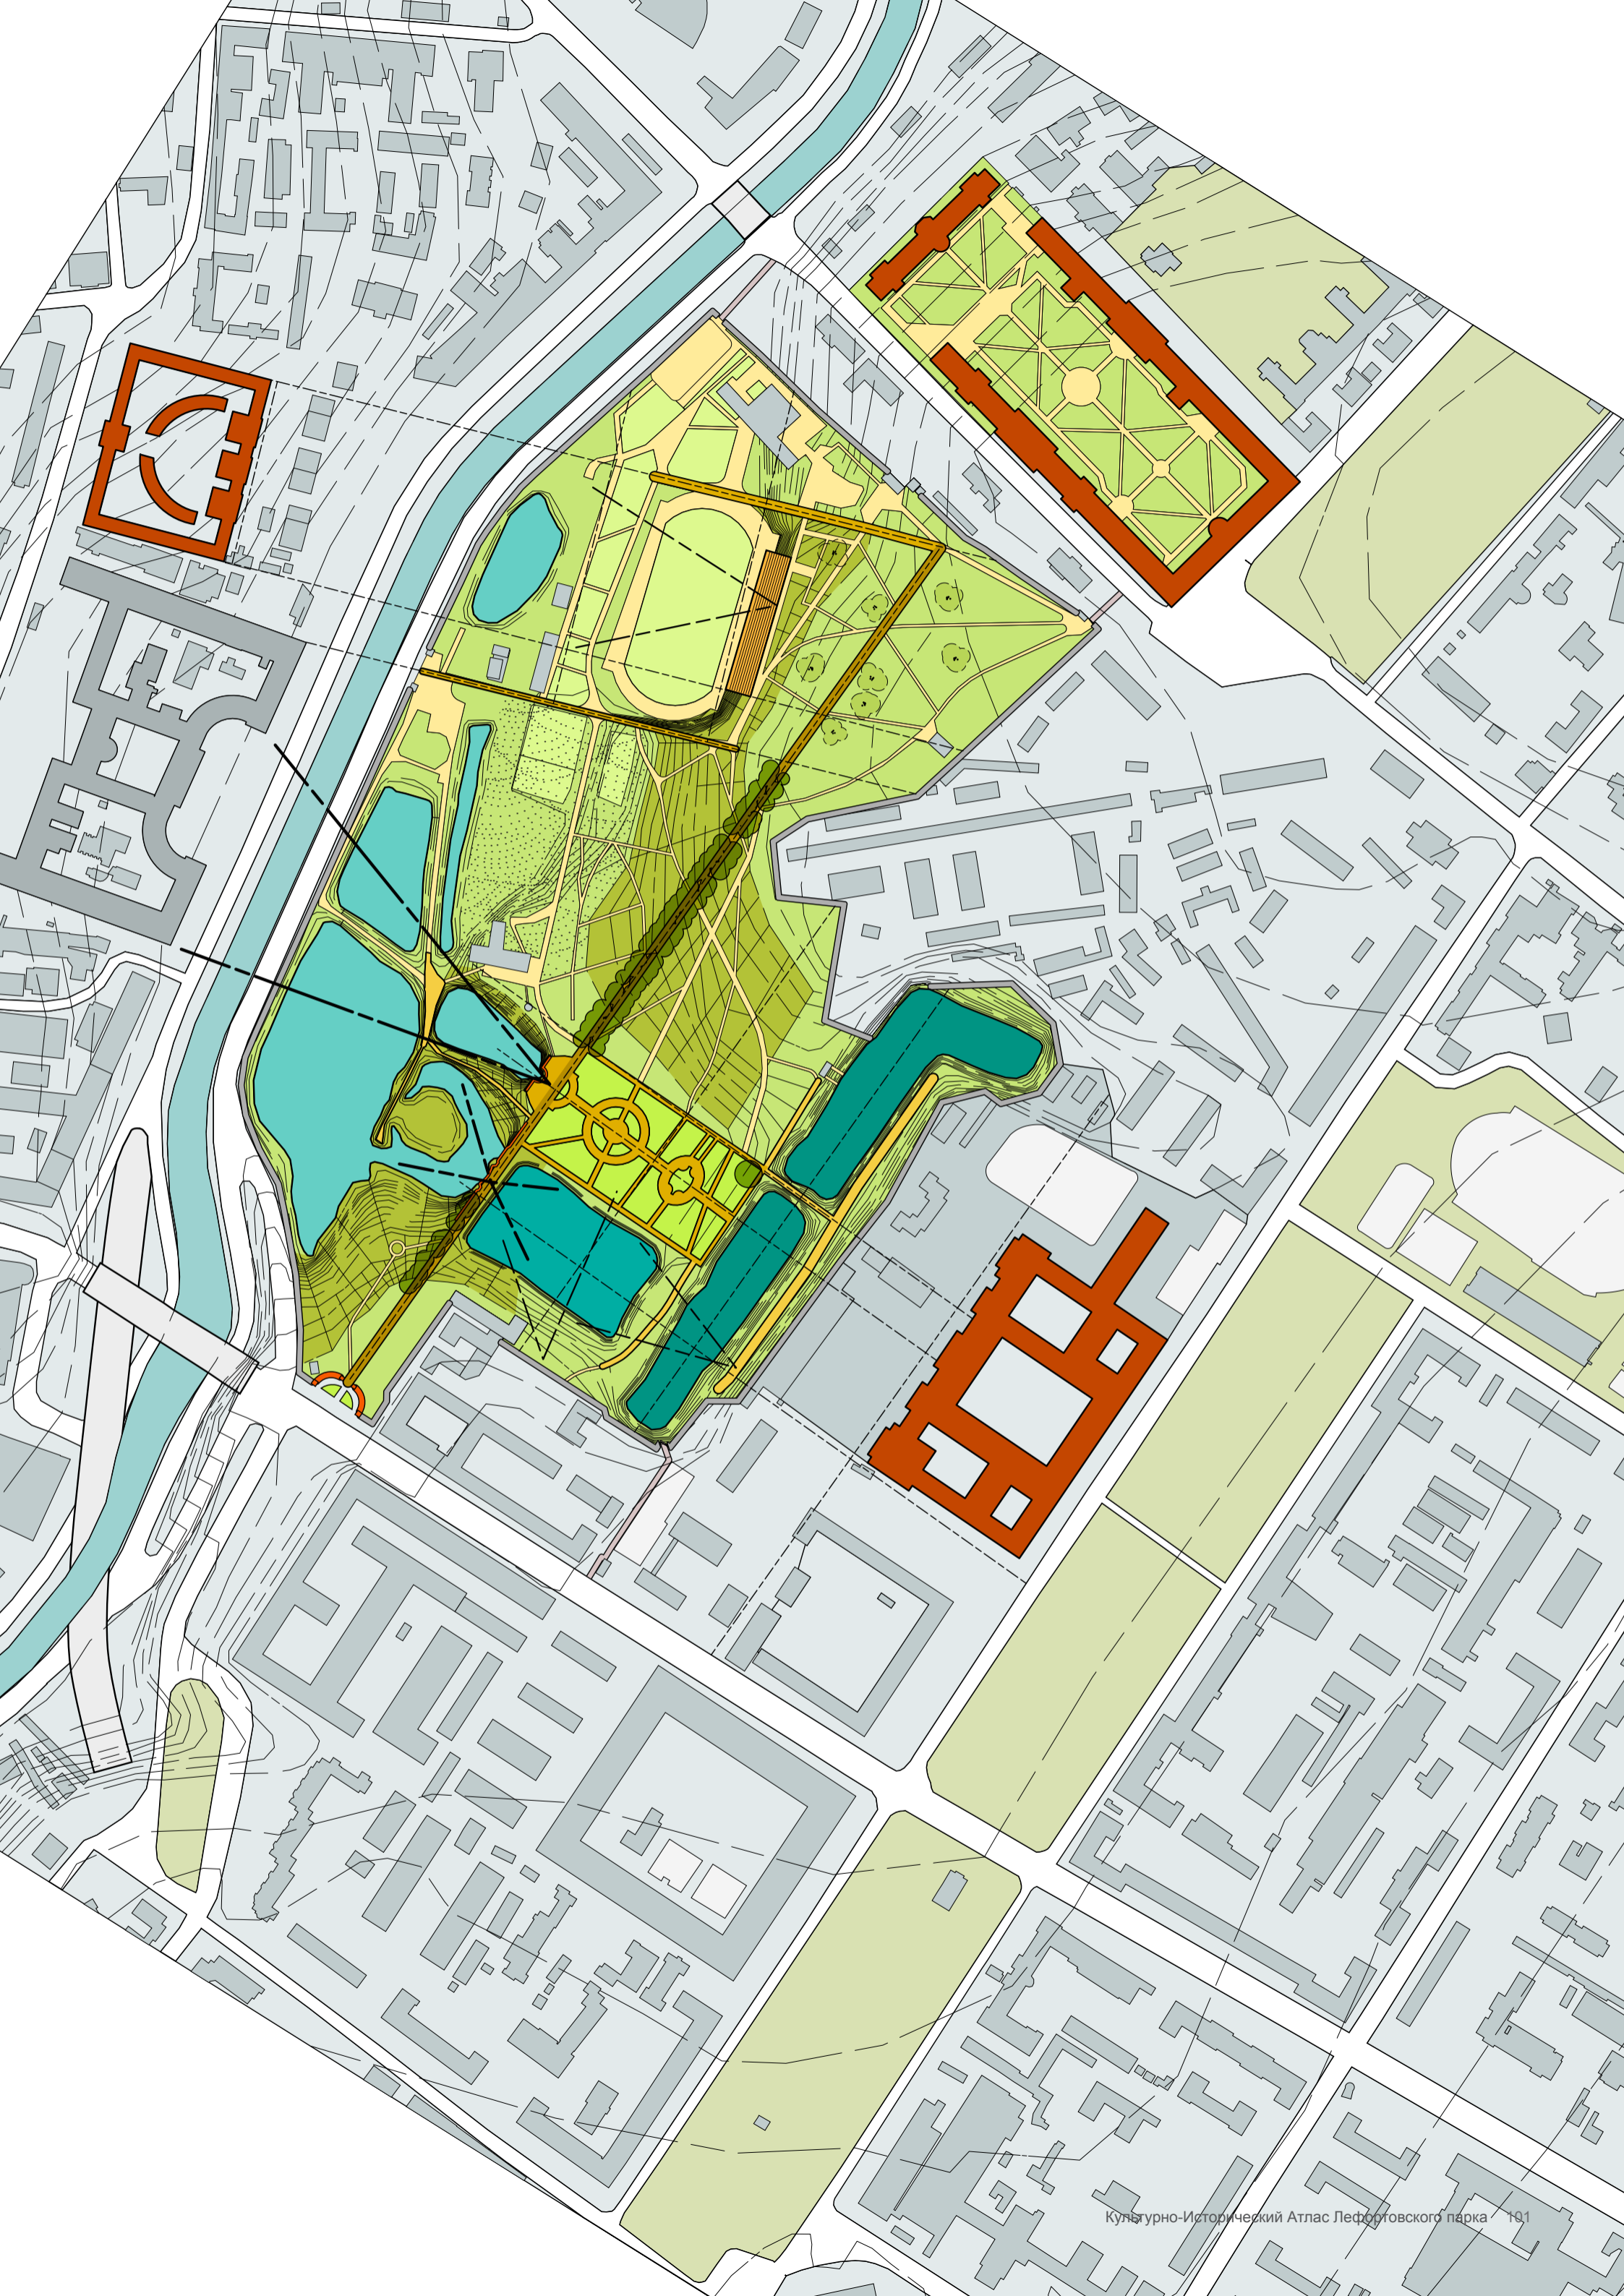 Культурно-Исторический Атлас Лефортовского парка 101